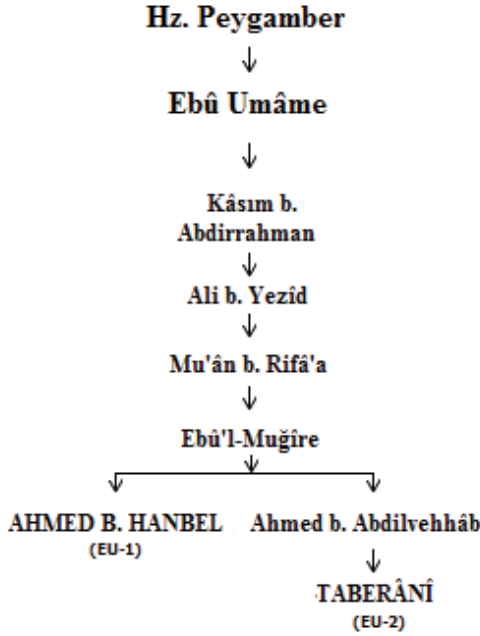 Hz. Peygamber
Ebû Umâme
Kâsım b.
Abdirrahman
Ali b. Yezîd
Mu'ân b. Rifâ'a
Ebû'l-Muğîre
AHMED B. HANBEL
(EU-1)
Ahmed b. Abdilvehhâb
TABERÂNÎ
(EU-2)